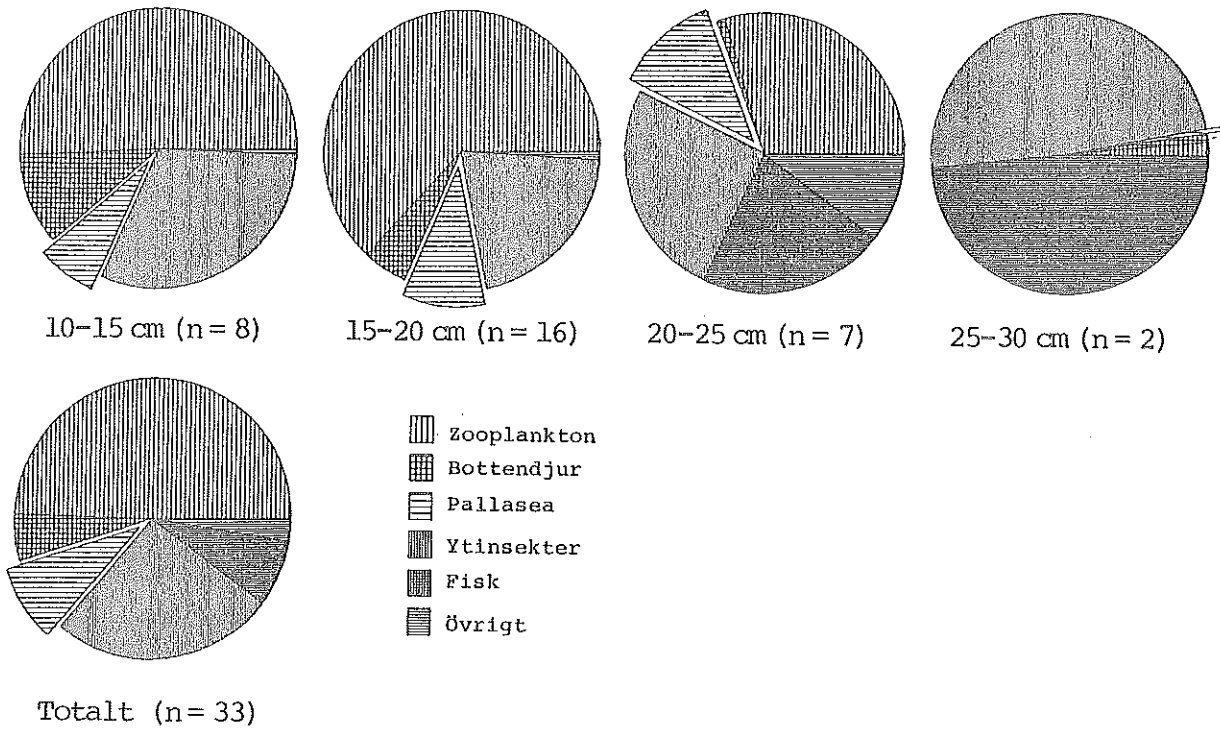 10-15 cm (n = 8)
15-20 cm (n = 16)
20-25 cm (n = 7)
25-30 cm (n = 2)
Zooplankton
Bottendjur
Pallasea
Ytinsekter
Fisk
Övrigt
Totalt (n = 33)